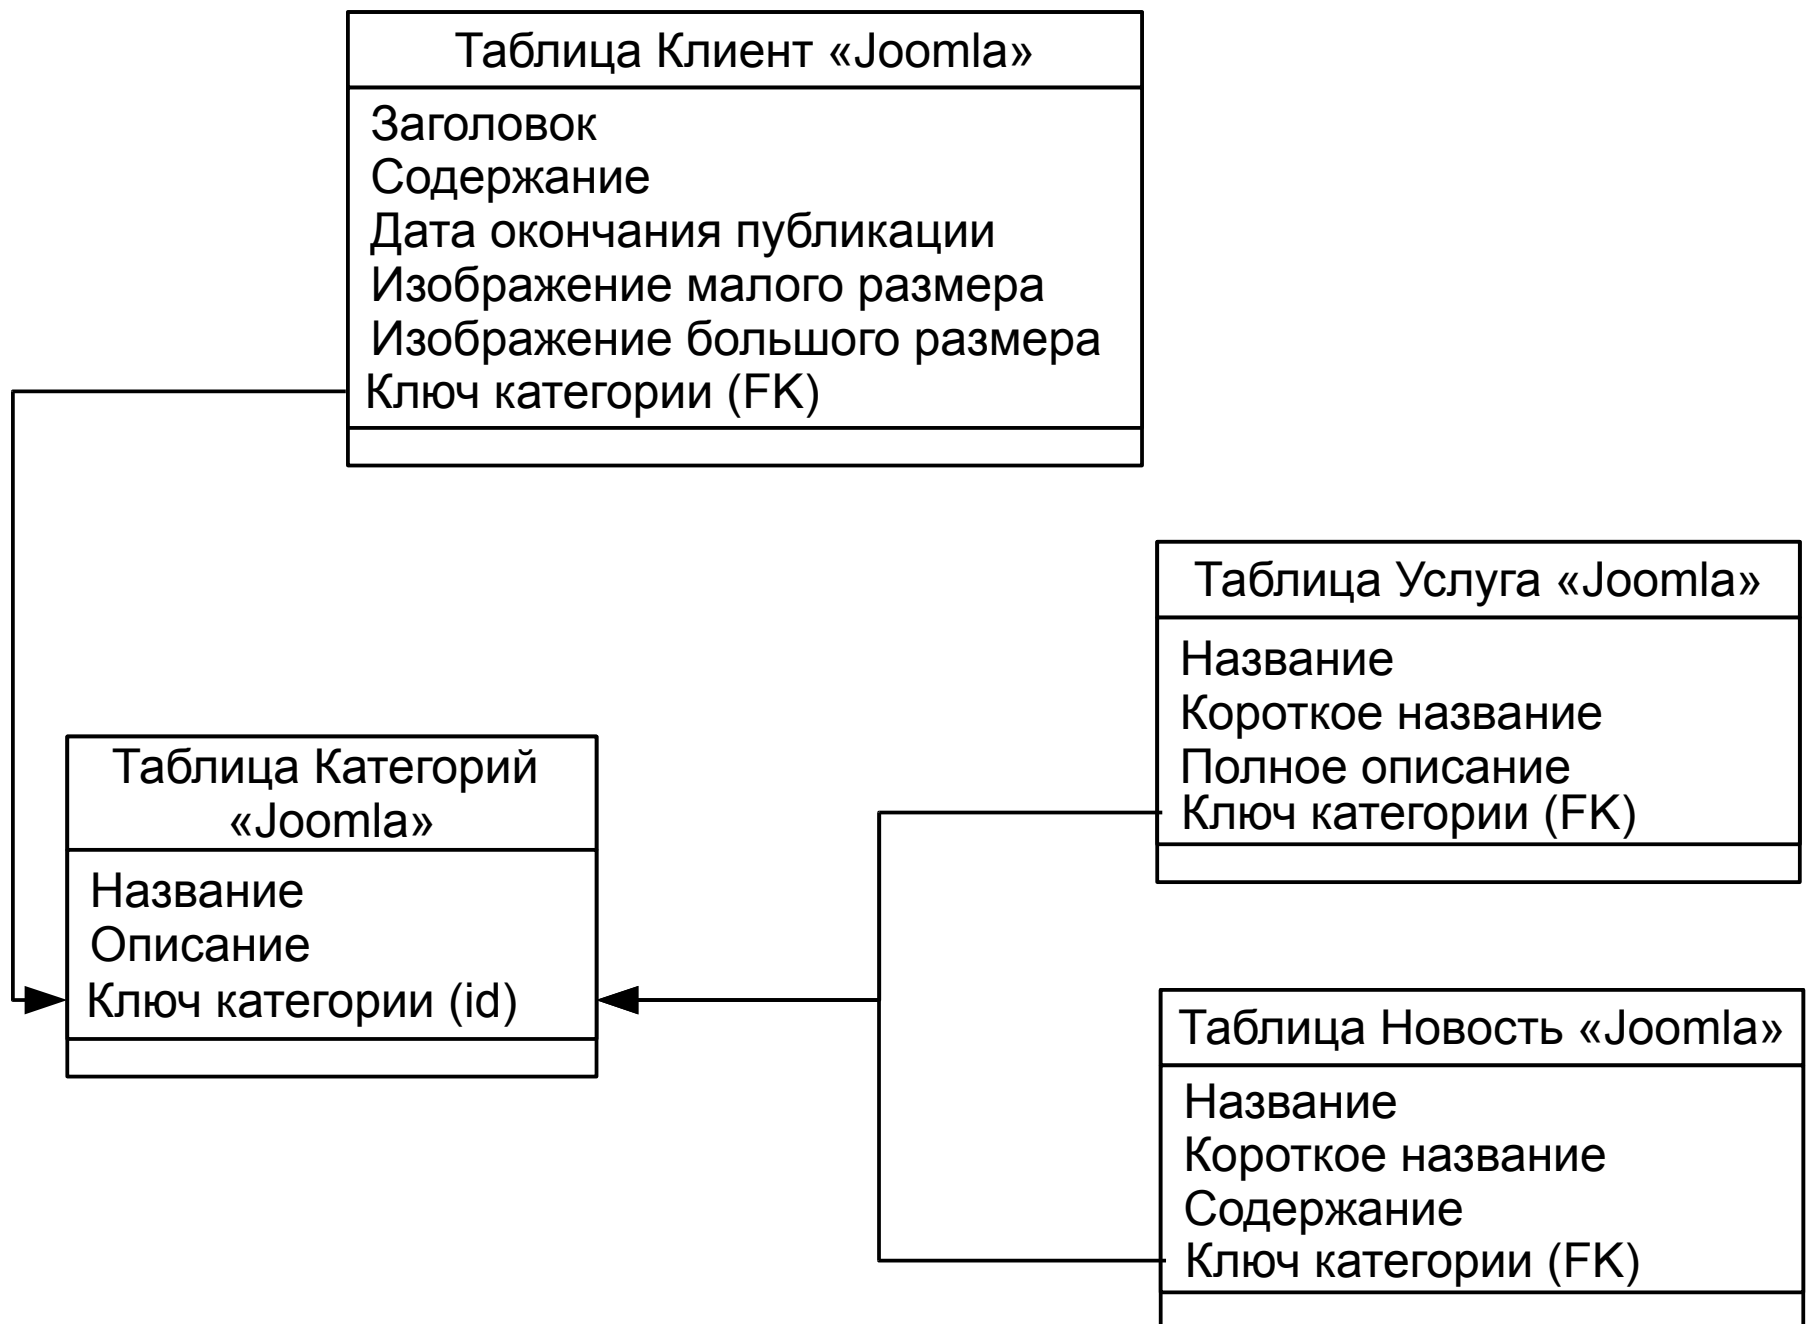 Таблица Клиент «Joomla»
Заголовок
Содержание
Дата окончания публикации
Изображение малого размера
Изображение большого размера
Ключ категории (FK)
Таблица Услуга «Joomla»
Название
Короткое название
Полное описание
Ключ категории (FK)
Таблица Категорий
«Joomla»
Название
Описание
Ключ категории (id)
Таблица Новость «Joomla»
Название
Короткое название
Содержание
Ключ категории (FK)